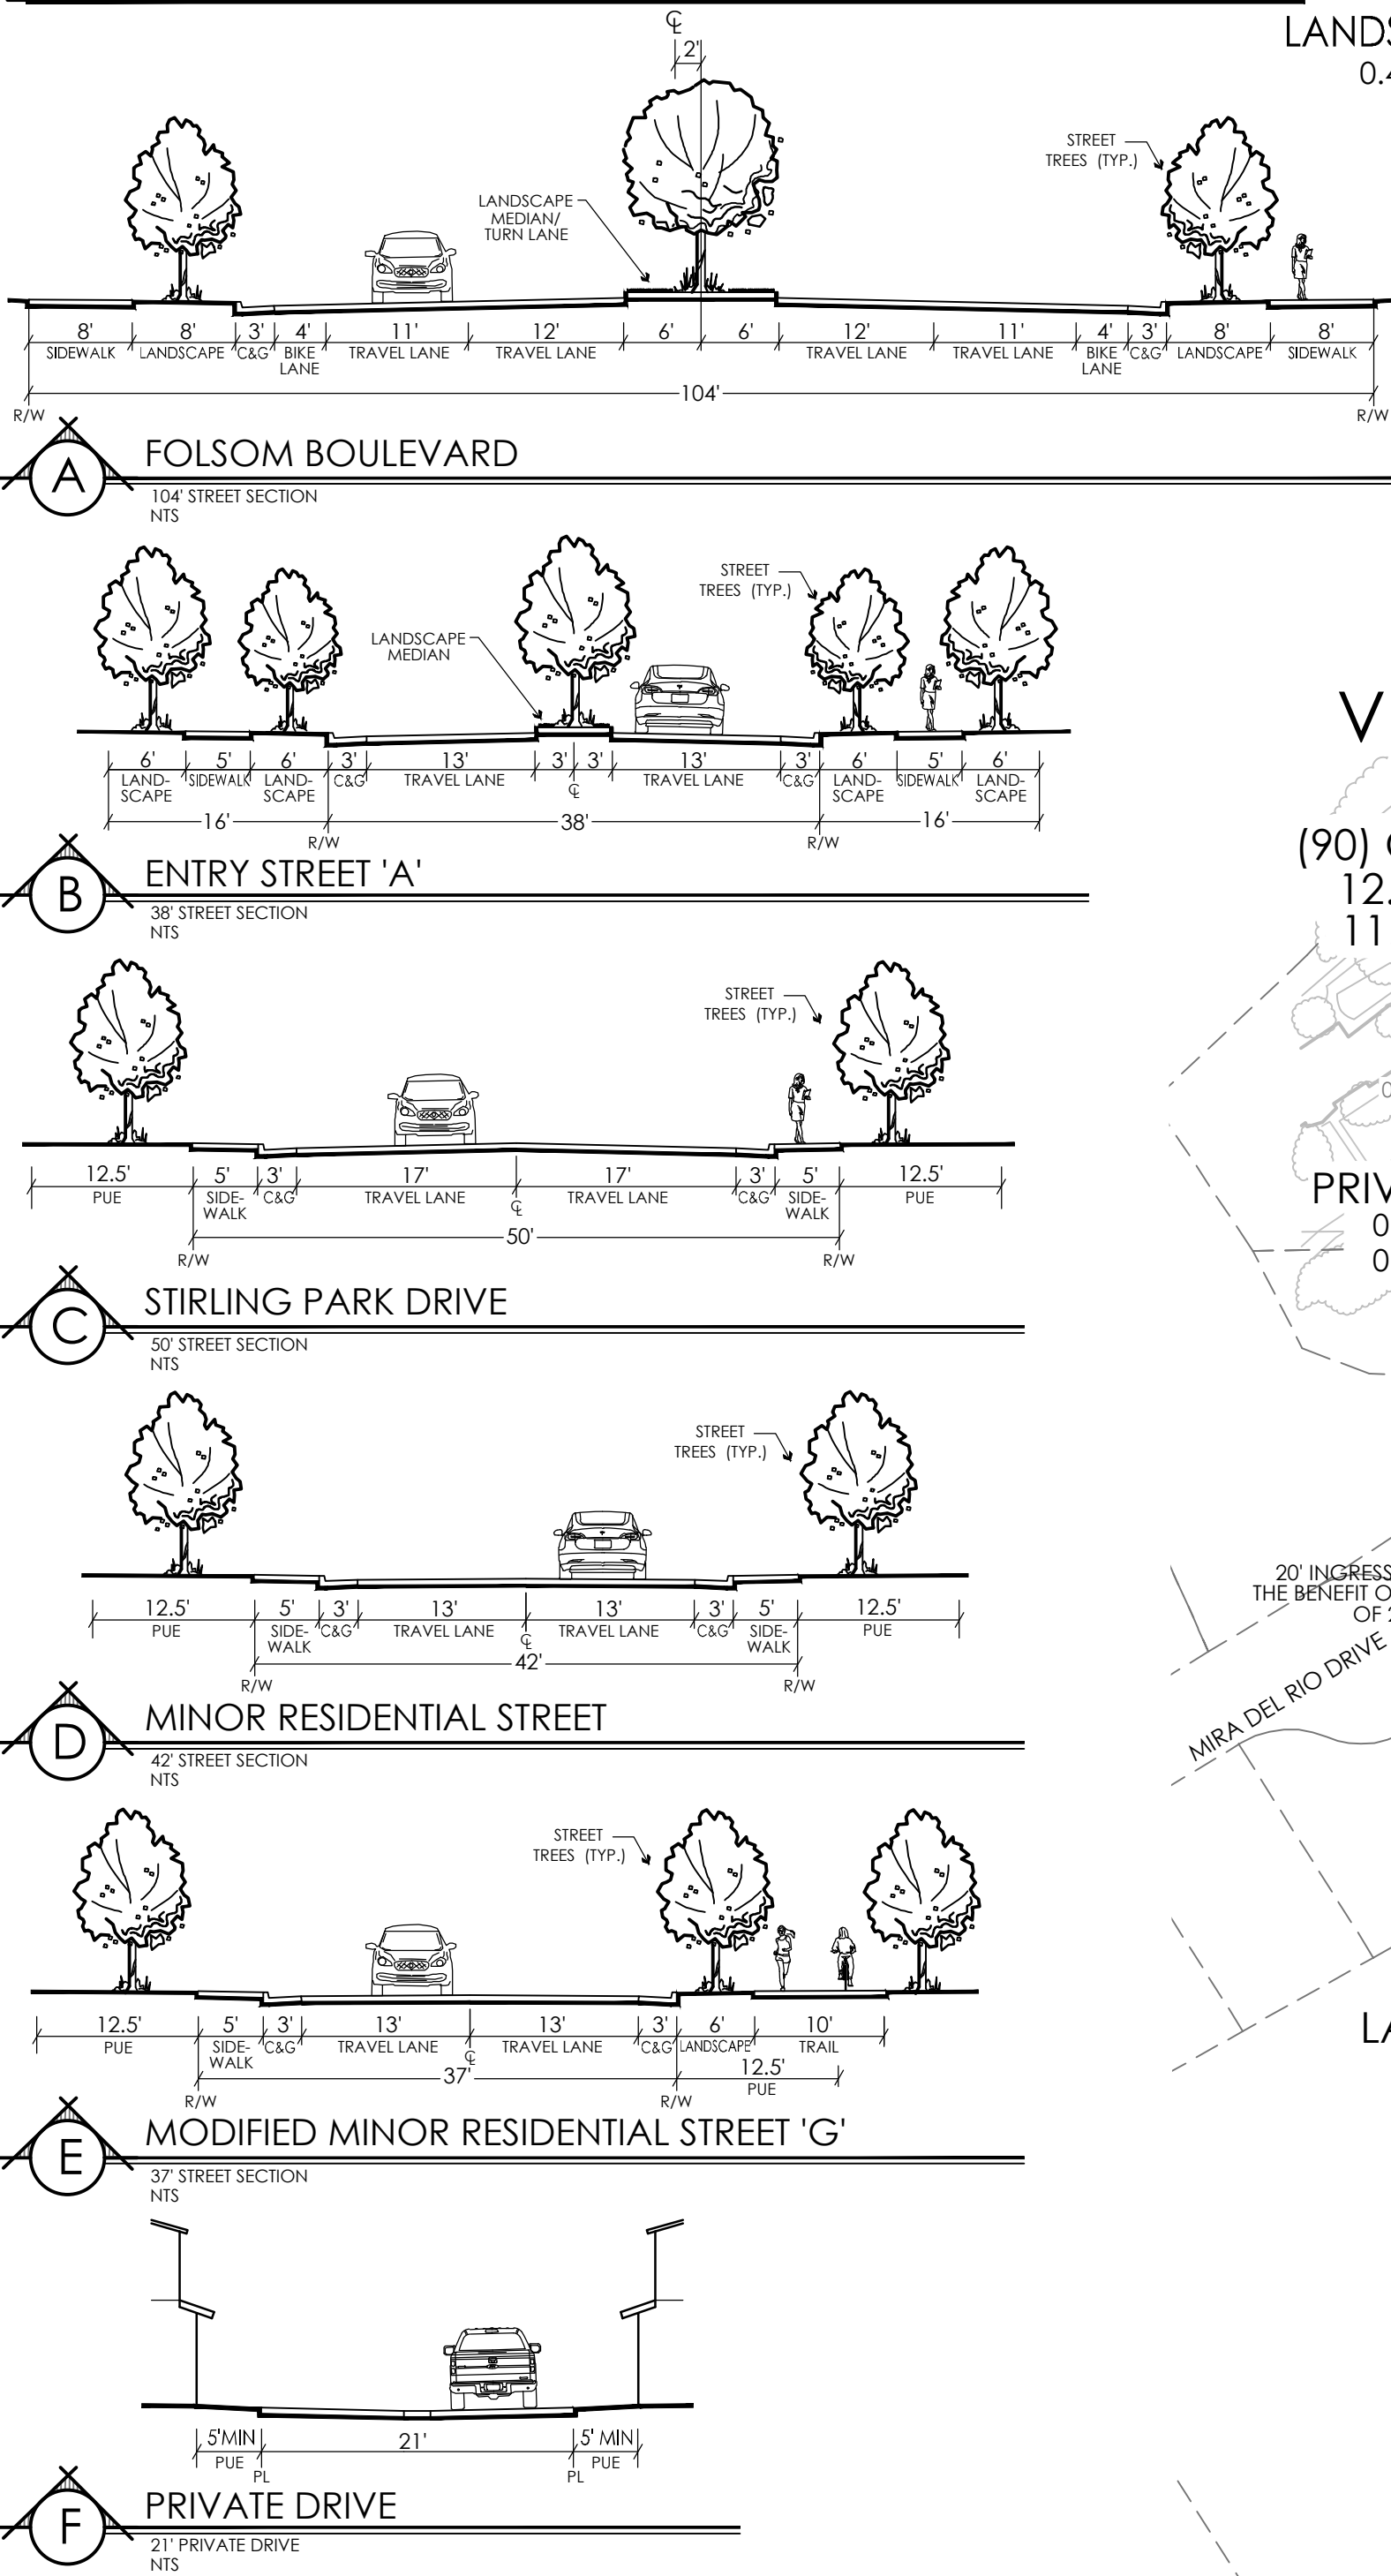 ℄
2'
LANDS
0.4
STREET
TREES (TYP.)
LANDSCAPE
MEDIAN/
TURN LANE
8' 8' 3' 4' 11' 12' 6' 6' 12' 11' 4' 3' 8' 8'
SIDEWALK LANDSCAPE C&G BIKE LANE TRAVEL LANE TRAVEL LANE TRAVEL LANE TRAVEL LANE BIKE LANE C&G LANDSCAPE SIDEWALK
104'
R/W R/W
A FOLSOM BOULEVARD
104' STREET SECTION
NTS
STREET
TREES (TYP.)
LANDSCAPE
MEDIAN
6' 5' 6' 3' 13' 3' 3' 13' 3' 6' 5' 6'
LAND-SCAPE SIDEWALK LAND-SCAPE C&G TRAVEL LANE ℄ TRAVEL LANE C&G LAND-SCAPE SIDEWALK LAND-SCAPE
16' 38' 16'
R/W R/W
B ENTRY STREET 'A'
38' STREET SECTION
NTS
V
(90)
12.
11
STREET
TREES (TYP.)
12.5' 5' 3' 17' 17' 3' 5' 12.5'
PUE SIDE-WALK C&G TRAVEL LANE ℄ TRAVEL LANE C&G SIDE-WALK PUE
50'
R/W R/W
PRIV
0
0
C STIRLING PARK DRIVE
50' STREET SECTION
NTS
STREET
TREES (TYP.)
12.5' 5' 3' 13' 13' 3' 5' 12.5'
PUE SIDE-WALK C&G TRAVEL LANE ℄ TRAVEL LANE C&G SIDE-WALK PUE
42'
R/W R/W
20' INGRESS
THE BENEFIT O
OF 2
MIRA DEL RIO DRIVE
D MINOR RESIDENTIAL STREET
42' STREET SECTION
NTS
STREET
TREES (TYP.)
12.5' 5' 3' 13' 13' 3' 6' 10'
PUE SIDE-WALK C&G TRAVEL LANE ℄ TRAVEL LANE C&G LANDSCAPE TRAIL
37' 12.5'
PUE
R/W R/W
LA
E MODIFIED MINOR RESIDENTIAL STREET 'G'
37' STREET SECTION
NTS
5'MIN 21' 5' MIN
PUE PUE
PL PL
F PRIVATE DRIVE
21' PRIVATE DRIVE
NTS